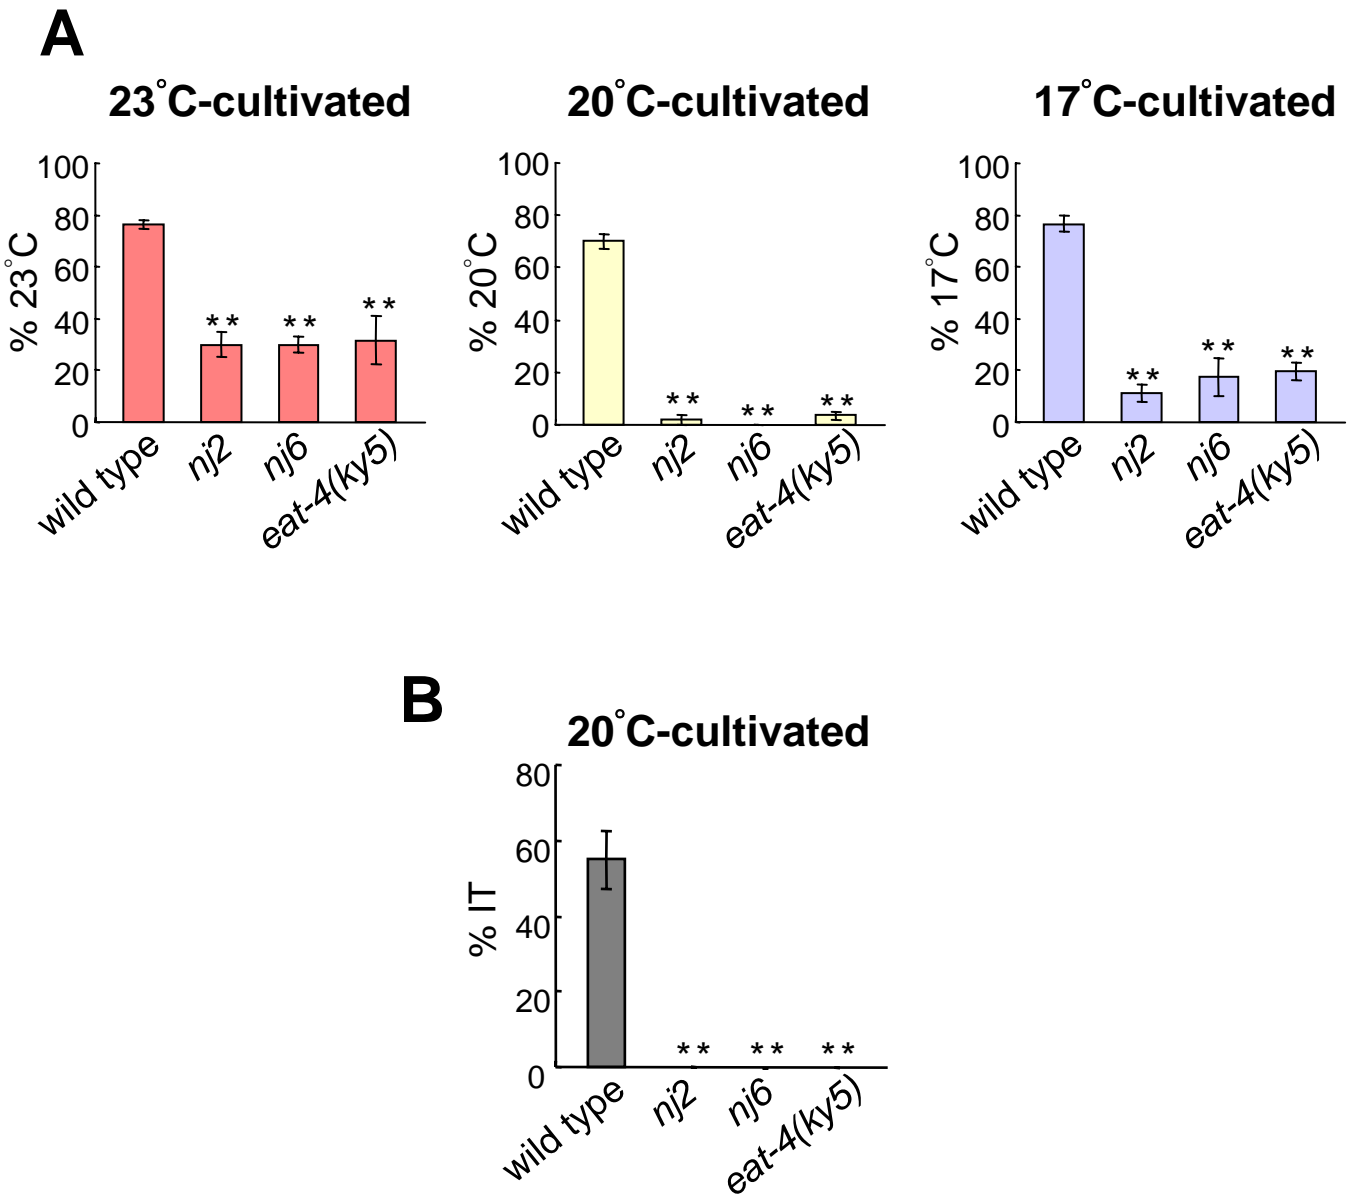 A
23°C-cultivated 20°C-cultivated 17°C-cultivated
% 23°C
100
80
60
40
20
0
** ** **
wild type nj2 nj6 eat-4(ky5)
% 20°C
100
80
60
40
20
0
** ** **
wild type nj2 nj6 eat-4(ky5)
% 17°C
100
80
60
40
20
0
** ** **
wild type nj2 nj6 eat-4(ky5)
B
20°C-cultivated
% IT
80
60
40
20
0
** ** **
wild type nj2 nj6 eat-4(ky5)